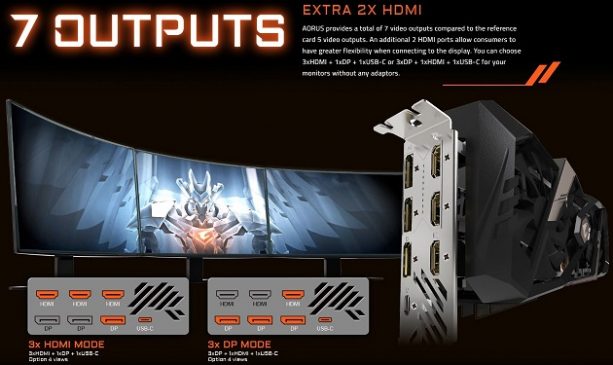 7 OUTPUTS
EXTRA 2X HDMI
AORUS provides a total of 7 video outputs compared to the reference
card 5 video outputs. An additional 2 HDMI ports allow consumers to
have greater flexibility when connecting to the display. You can choose
3xHDMI + 1xDP + 1xUSB-C or 3xDP + 1xHDMI + 1xUSB-C for your
monitors without any adaptors.
HDMI HDMI HDMI
DP DP DP USB-C
3x HDMI MODE
3xHDMI + 1xDP + 1xUSB-C
Option 4 views
HDMI HDMI HDMI
DP DP DP USB-C
3x DP MODE
3xDP + 1xHDMI + 1xUSB-C
Option 4 views